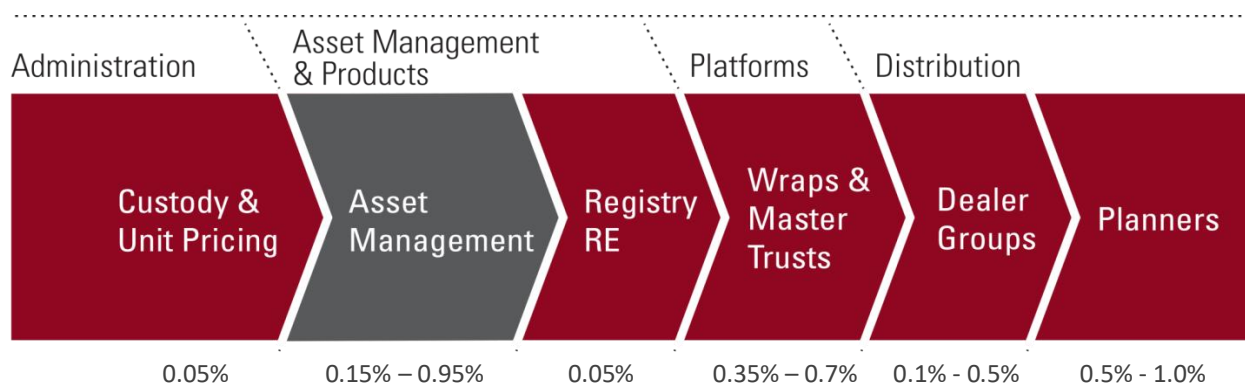 Administration
Asset Management
& Products
Platforms
Distribution
Custody &
Unit Pricing
Asset
Management
Registry
RE
Wraps &
Master
Trusts
Dealer
Groups
Planners
0.05%
0.15% – 0.95%
0.05%
0.35% – 0.7%
0.1% - 0.5%
0.5% - 1.0%